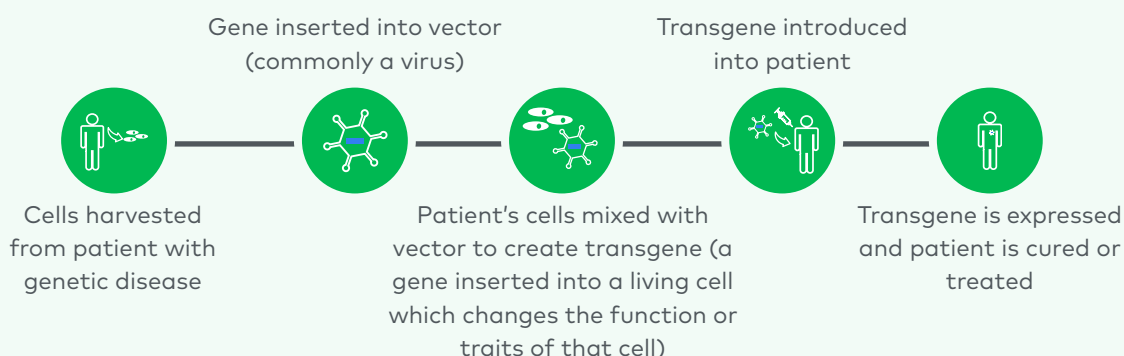 Gene inserted into vector
(commonly a virus)
Transgene introduced
into patient
Cells harvested
from patient with
genetic disease
Patient's cells mixed with
vector to create transgene (a
gene inserted into a living cell
which changes the function or
traits of that cell)
Transgene is expressed
and patient is cured or
treated